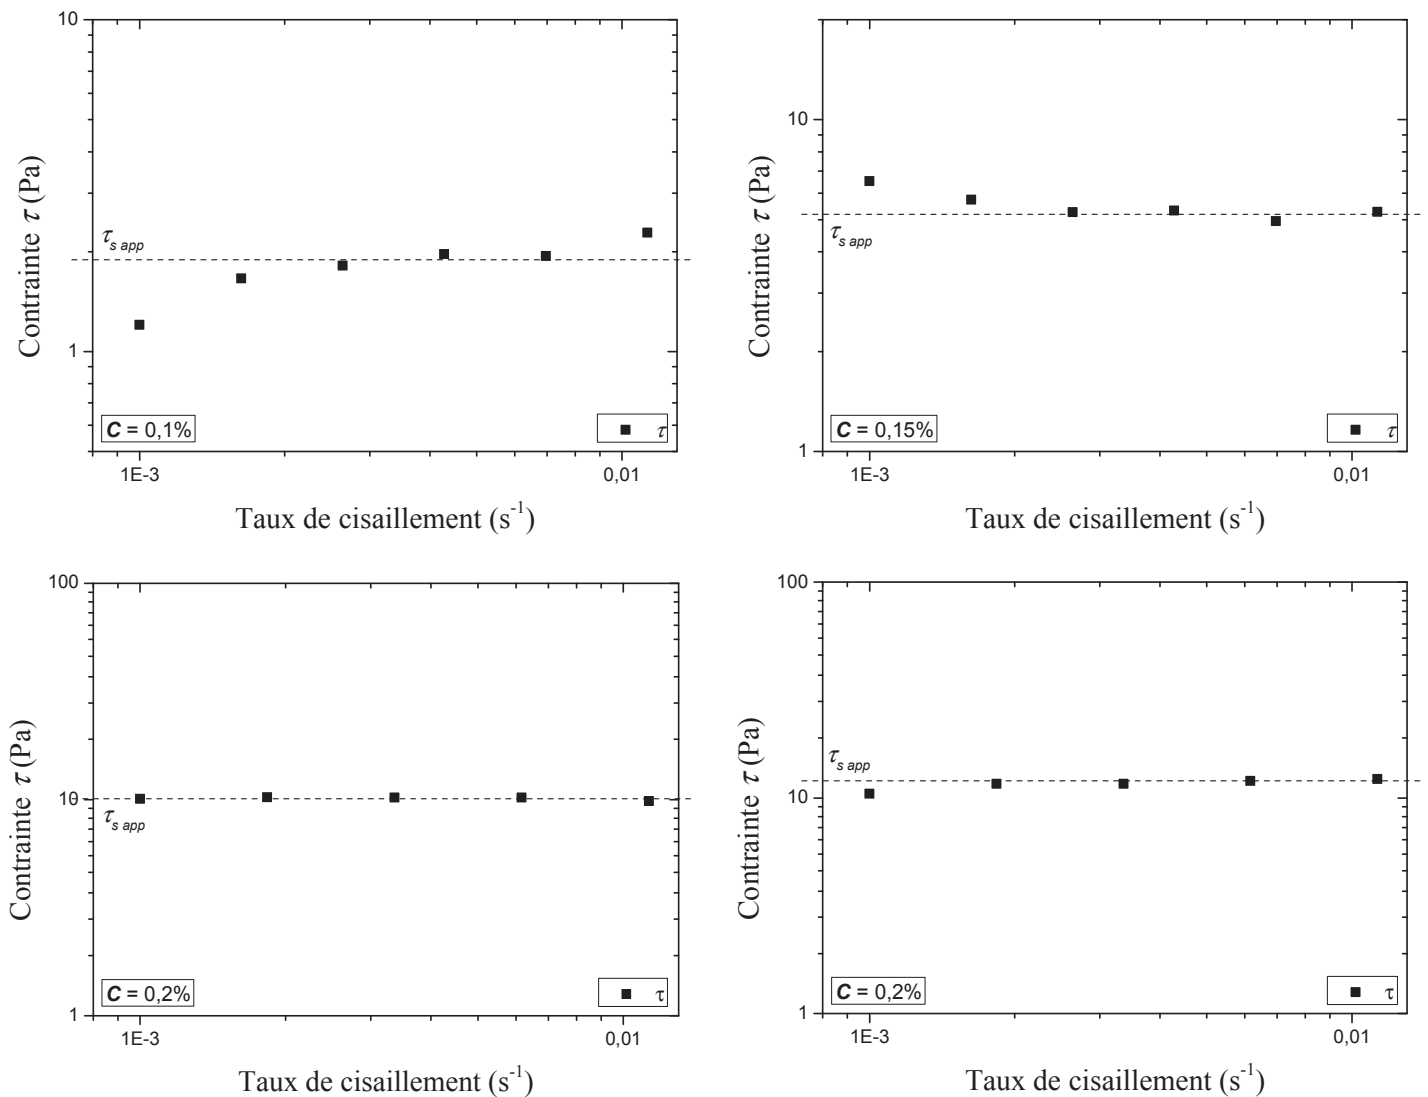 10
Contrainte τ (Pa)
τs app
1
C = 0,1%
τ
1E-3
0,01
Taux de cisaillement (s-1)
10
Contrainte τ (Pa)
τs app
1
C = 0,15%
τ
1E-3
0,01
Taux de cisaillement (s-1)
100
Contrainte τ (Pa)
10
τs app
1
C = 0,2%
τ
1E-3
0,01
Taux de cisaillement (s-1)
100
Contrainte τ (Pa)
τs app
10
1
C = 0,2%
τ
1E-3
0,01
Taux de cisaillement (s-1)